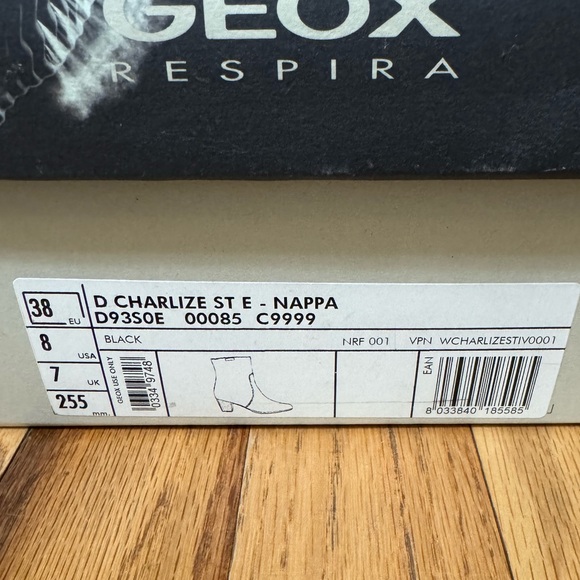 GEOX
RESPIRA
38 EU
D CHARLIZE ST E - NAPPA
D93S0E 00085 C9999
8 USA
BLACK NRF 001 VPN WCHARLIZESTIV0001
7 UK
255 mm.
GEOX USE ONLY
0334 9748
EAN
8 033840 185585